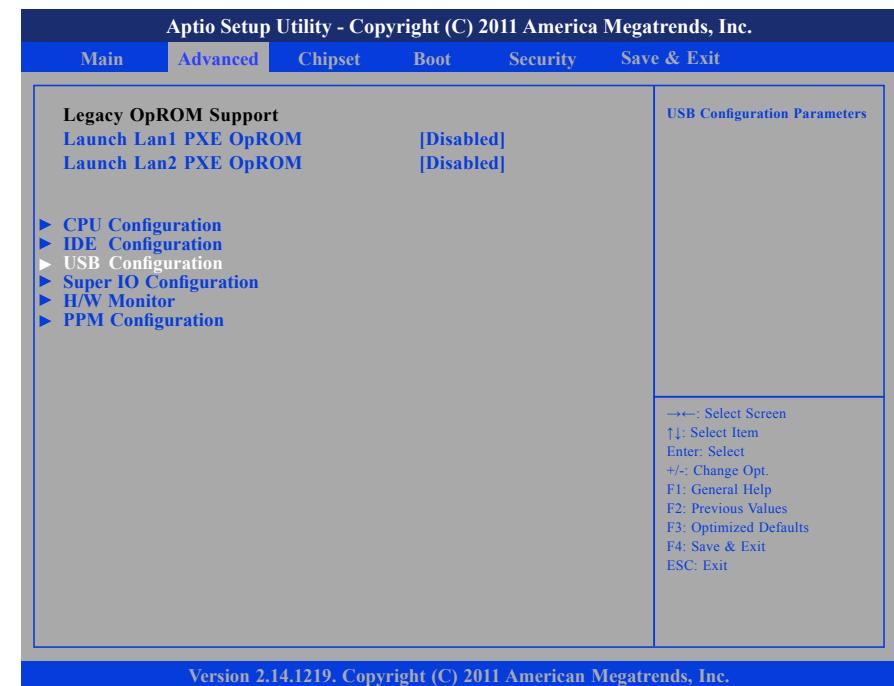 Aptio Setup Utility - Copyright (C) 2011 America Megatrends, Inc.
Main Advanced Chipset Boot Security Save & Exit
Legacy OpROM Support
Launch Lan1 PXE OpROM [Disabled]
Launch Lan2 PXE OpROM [Disabled]
► CPU Configuration
► IDE Configuration
► USB Configuration
► Super IO Configuration
► H/W Monitor
► PPM Configuration
USB Configuration Parameters
→←: Select Screen
↑↓: Select Item
Enter: Select
+/-: Change Opt.
F1: General Help
F2: Previous Values
F3: Optimized Defaults
F4: Save & Exit
ESC: Exit
Version 2.14.1219. Copyright (C) 2011 American Megatrends, Inc.